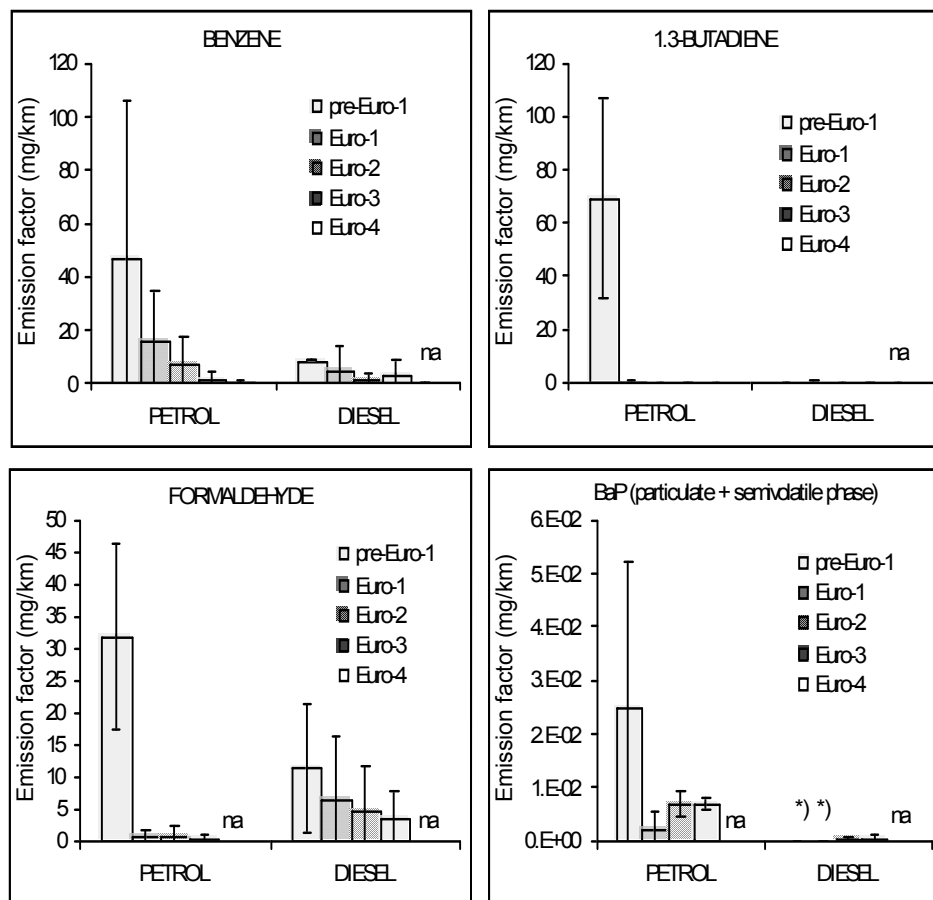 BENZENE
120
100
80
60
40
20
0
Emission factor (mg/km)
pre-Euro-1
Euro-1
Euro-2
Euro-3
Euro-4
na
PETROL DIESEL
1.3-BUTADIENE
120
100
80
60
40
20
0
Emission factor (mg/km)
pre-Euro-1
Euro-1
Euro-2
Euro-3
Euro-4
na
PETROL DIESEL
FORMALDEHYDE
50
45
40
35
30
25
20
15
10
5
0
Emission factor (mg/km)
pre-Euro-1
Euro-1
Euro-2
Euro-3
Euro-4
na
na
PETROL DIESEL
BaP (particulate + semivolatile phase)
6.E-02
5.E-02
4.E-02
3.E-02
2.E-02
1.E-02
0.E+00
Emission factor (mg/km)
pre-Euro-1
Euro-1
Euro-2
Euro-3
Euro-4
na
*) *)
na
PETROL DIESEL